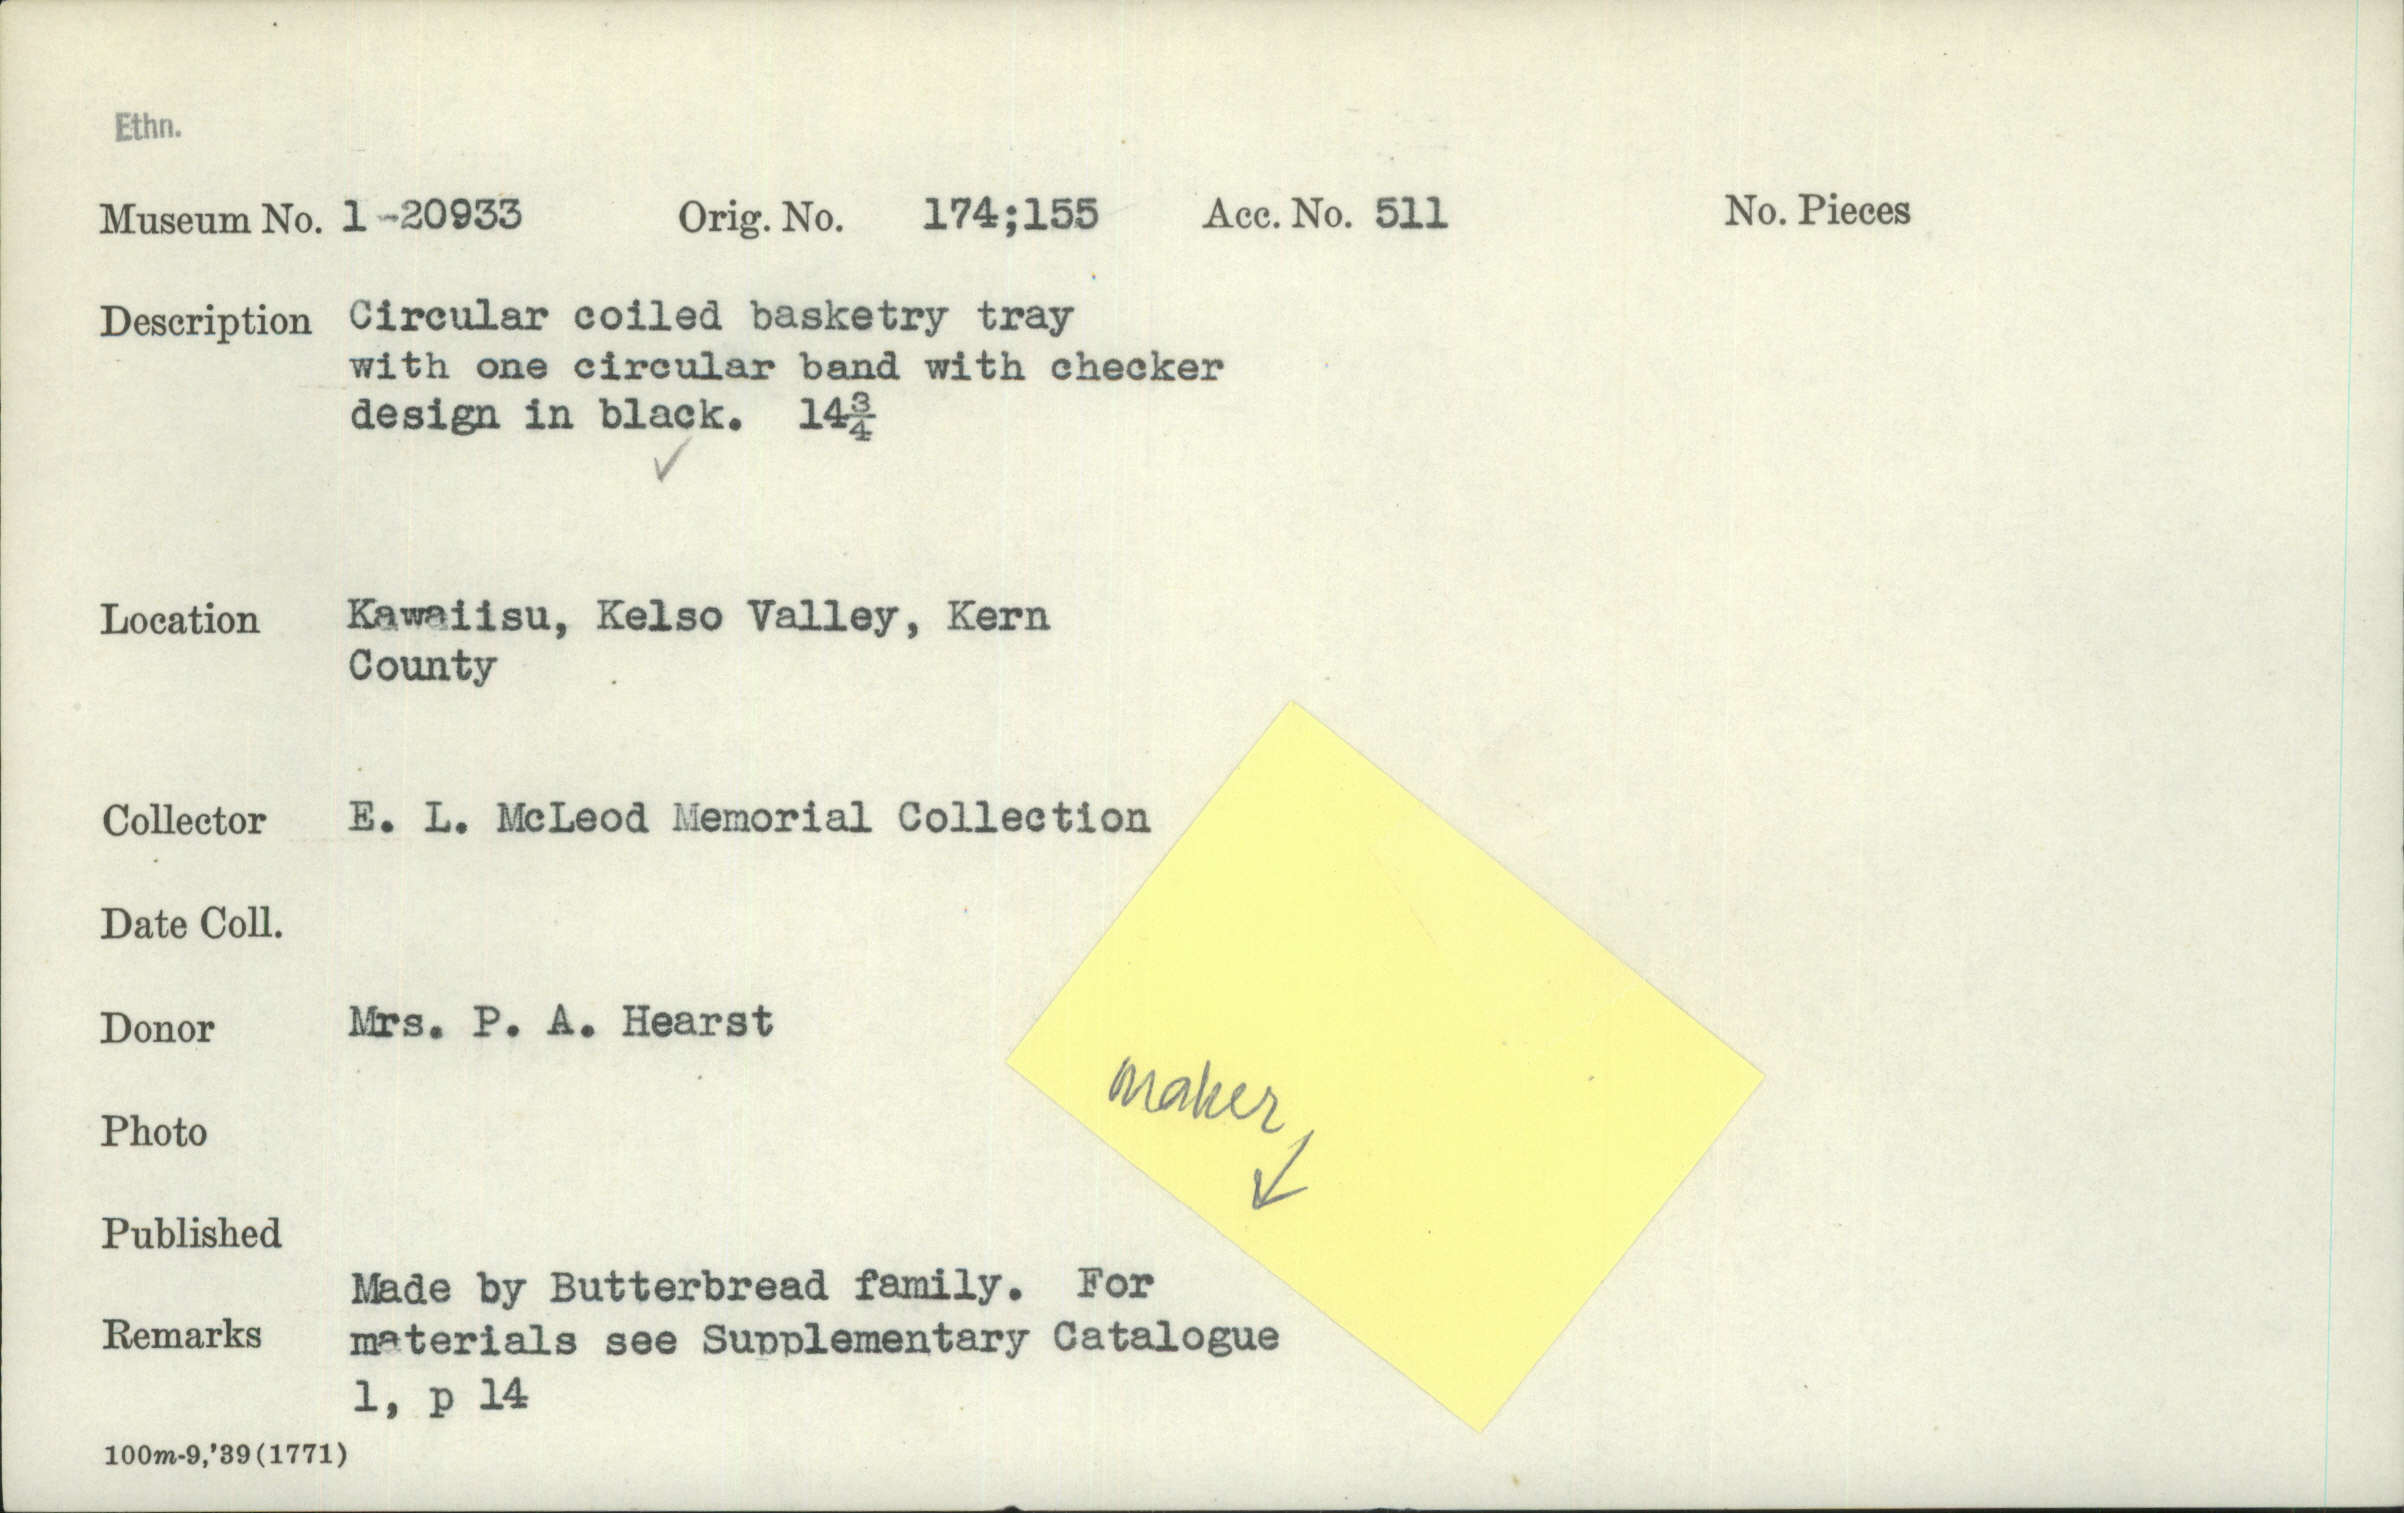 Ethn.
Museum No. 1-20933 Orig. No. 174;155 Acc. No. 511 No. Pieces
Description Circular coiled basketry tray
with one circular band with checker
design in black. 14¾
✓
Location Kawaiisu, Kelso Valley, Kern
County
Collector E. L. McLeod Memorial Collection
Date Coll.
Donor Mrs. P. A. Hearst
maker
↓
Photo
Published
Made by Butterbread family. For
Remarks materials see Supplementary Catalogue
1, p 14
100m-9,'39(1771)